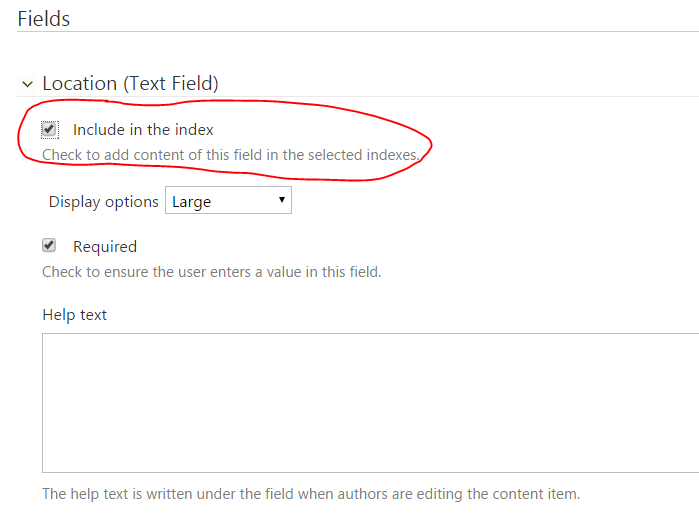 Fields
Location (Text Field)
Include in the index
Check to add content of this field in the selected indexes.
Display options Large
Required
Check to ensure the user enters a value in this field.
Help text
The help text is written under the field when authors are editing the content item.